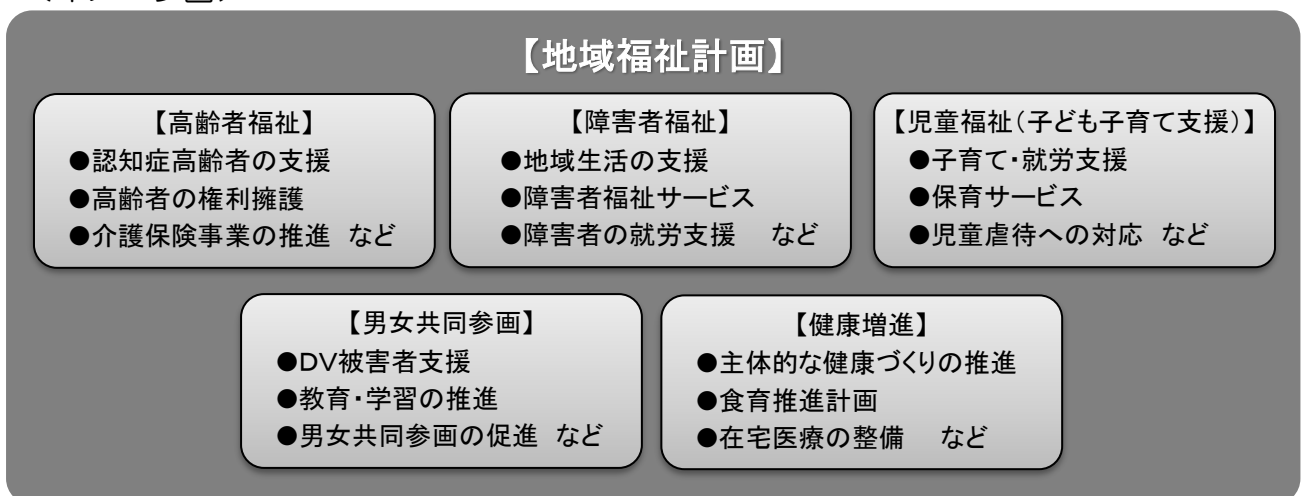 【地域福祉計画】
【高齢者福祉】
●認知症高齢者の支援
●高齢者の権利擁護
●介護保険事業の推進 など
【障害者福祉】
●地域生活の支援
●障害者福祉サービス
●障害者の就労支援 など
【児童福祉(子ども子育て支援)】
●子育て・就労支援
●保育サービス
●児童虐待への対応 など
【男女共同参画】
●DV被害者支援
●教育・学習の推進
●男女共同参画の促進 など
【健康増進】
●主体的な健康づくりの推進
●食育推進計画
●在宅医療の整備 など